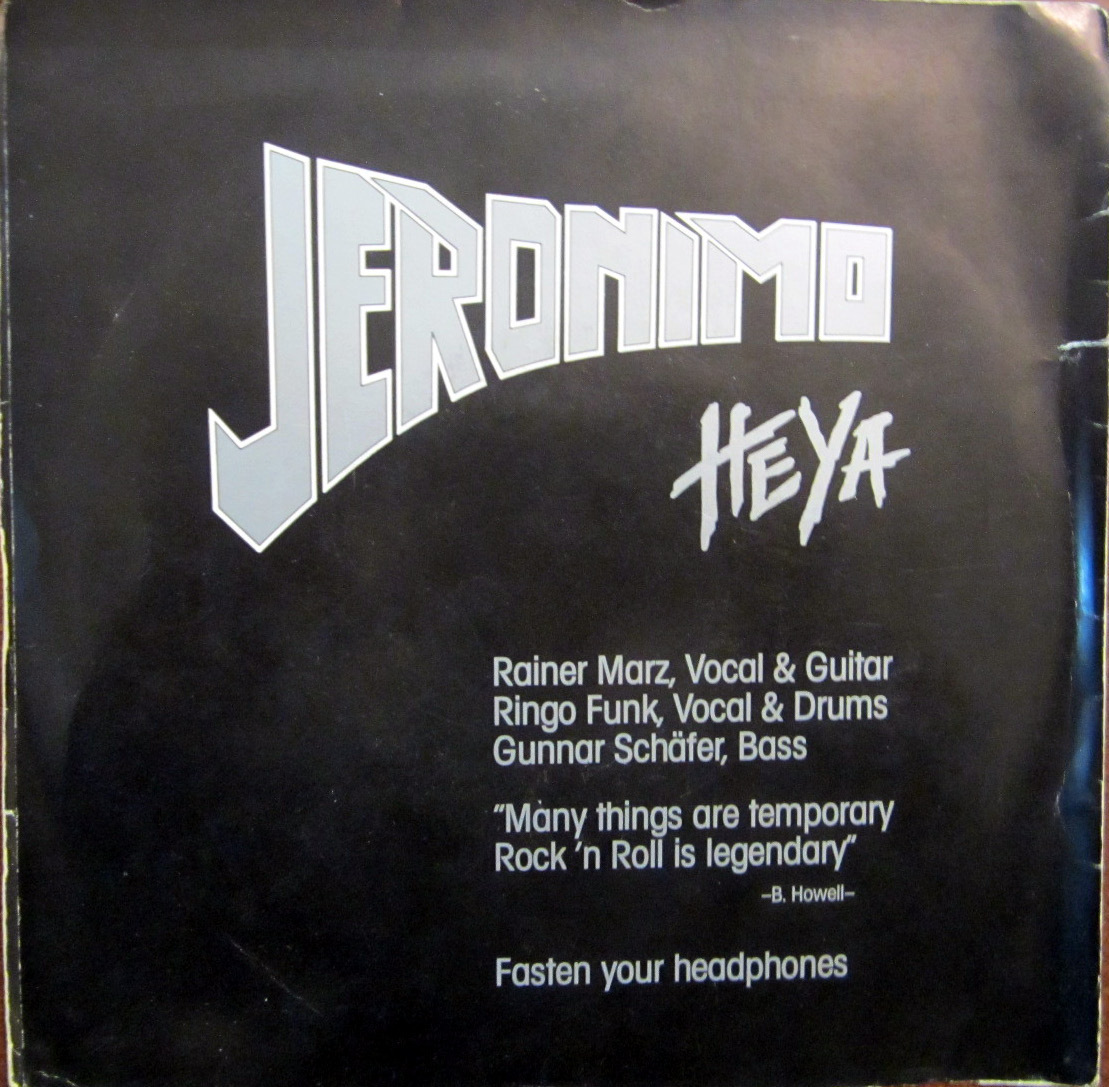 JERONIMO
HEYA
Rainer Marz, Vocal & Guitar
Ringo Funk, Vocal & Drums
Gunnar Schäfer, Bass
"Many things are temporary
Rock 'n Roll is legendary"
–B. Howell–
Fasten your headphones